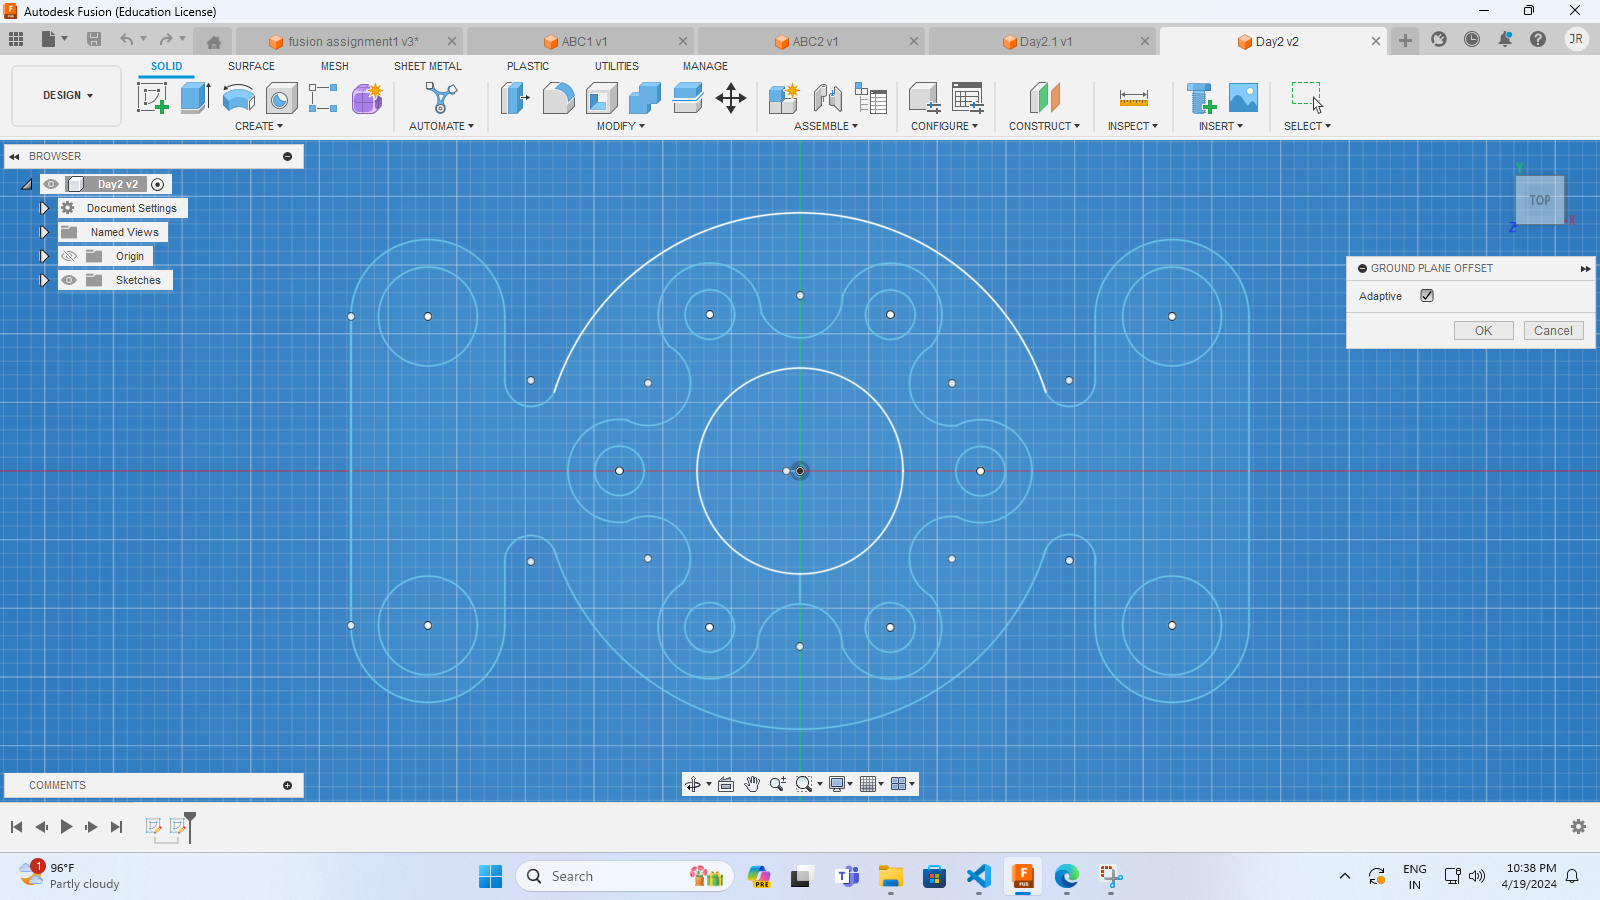 Autodesk Fusion (Education License)
fusion assignment1 v3*
ABC1 v1
ABC2 v1
Day2.1 v1
Day2 v2
JR
SOLID
SURFACE
MESH
SHEET METAL
PLASTIC
UTILITIES
MANAGE
DESIGN
CREATE
AUTOMATE
MODIFY
ASSEMBLE
CONFIGURE
CONSTRUCT
INSPECT
INSERT
SELECT
BROWSER
Day2 v2
Document Settings
Named Views
Origin
Sketches
Y
TOP
Z
X
GROUND PLANE OFFSET
Adaptive
OK
Cancel
COMMENTS
1
96°F
Partly cloudy
Search
PRE
F
FUS
ENG
IN
10:38 PM
4/19/2024